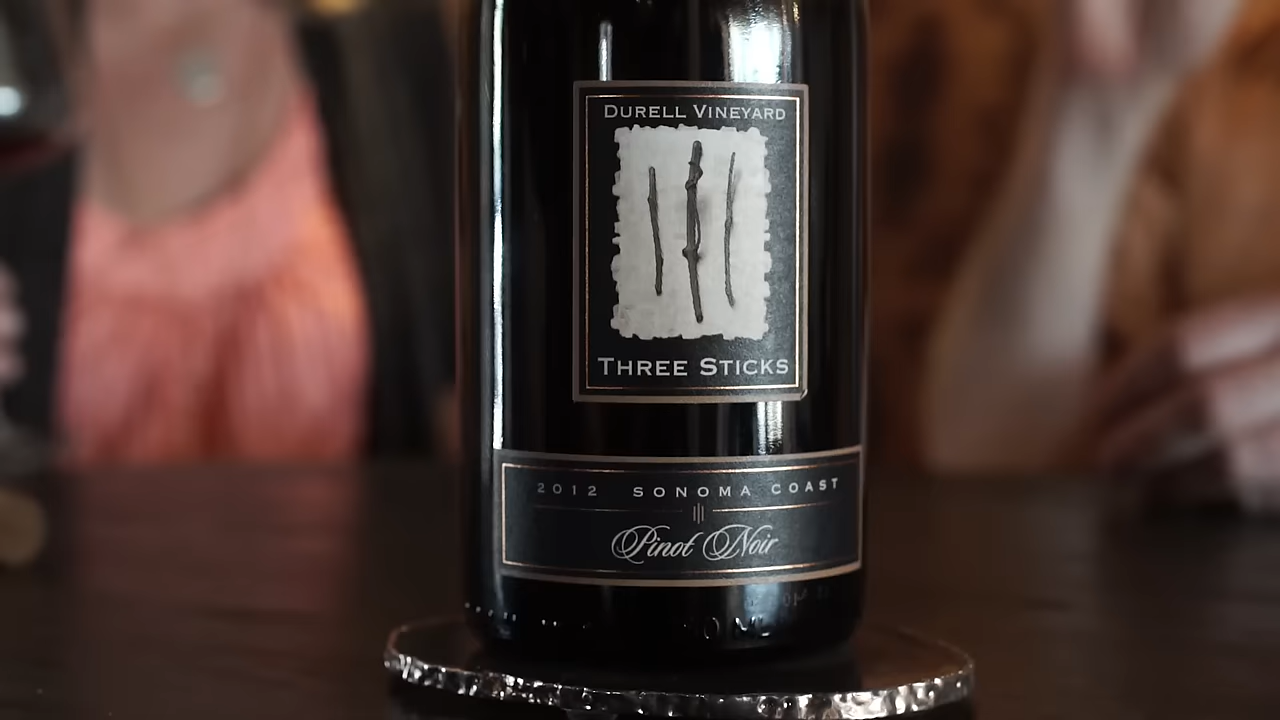 DURELL VINEYARD
THREE STICKS
2012 SONOMA COAST
Pinot Noir